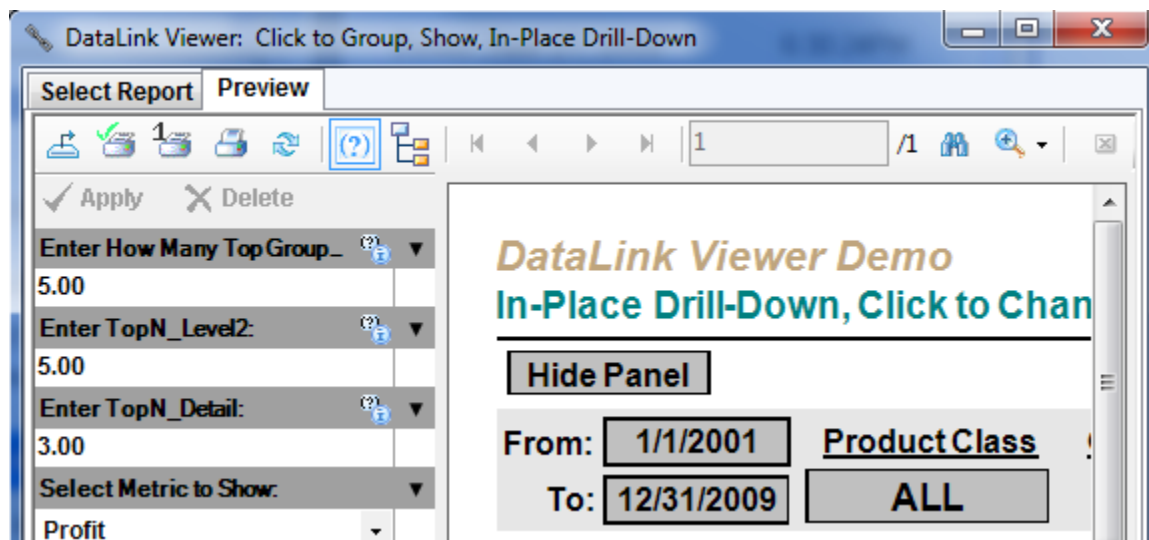 DataLink Viewer: Click to Group, Show, In-Place Drill-Down
Select Report Preview
1 (?) 1 /1
Apply Delete
Enter How Many Top Group_
5.00
Enter TopN_Level2:
5.00
Enter TopN_Detail:
3.00
Select Metric to Show:
Profit
DataLink Viewer Demo
In-Place Drill-Down, Click to Chan
Hide Panel
From: 1/1/2001 Product Class
To: 12/31/2009 ALL